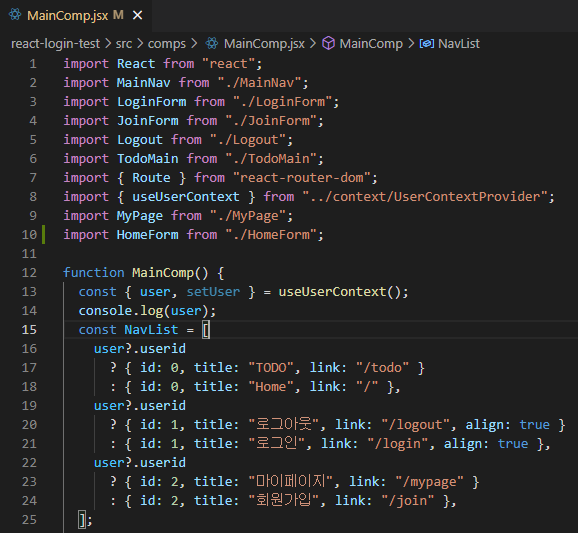 MainComp.jsx M
react-login-test > src > comps > MainComp.jsx > MainComp > NavList
1 import React from "react";
2 import MainNav from "./MainNav";
3 import LoginForm from "./LoginForm";
4 import JoinForm from "./JoinForm";
5 import Logout from "./Logout";
6 import TodoMain from "./TodoMain";
7 import { Route } from "react-router-dom";
8 import { useUserContext } from "../context/UserContextProvider";
9 import MyPage from "./MyPage";
10 import HomeForm from "./HomeForm";
11
12 function MainComp() {
13 const { user, setUser } = useUserContext();
14 console.log(user);
15 const NavList = [
16 user?.userid
17 ? { id: 0, title: "TODO", link: "/todo" }
18 : { id: 0, title: "Home", link: "/" },
19 user?.userid
20 ? { id: 1, title: "로그아웃", link: "/logout", align: true }
21 : { id: 1, title: "로그인", link: "/login", align: true },
22 user?.userid
23 ? { id: 2, title: "마이페이지", link: "/mypage" }
24 : { id: 2, title: "회원가입", link: "/join" },
25 ];